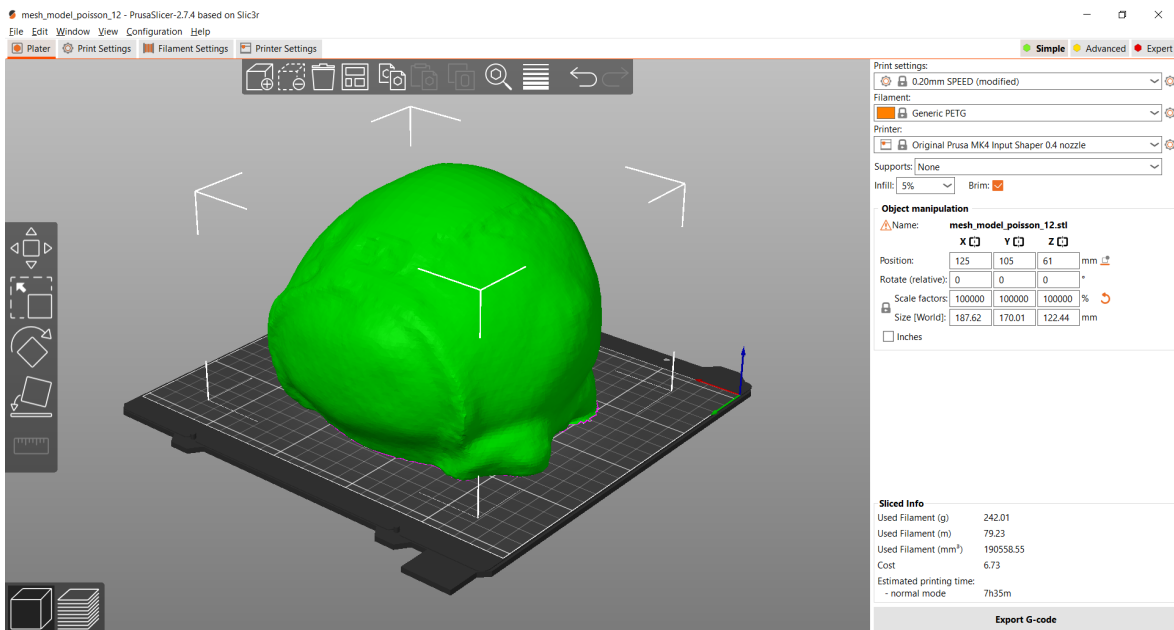 mesh_model_poisson_12 - PrusaSlicer-2.7.4 based on Slic3r
File Edit Window View Configuration Help
Plater Print Settings Filament Settings Printer Settings Simple Advanced Expert
Print settings:
0.20mm SPEED (modified)
Filament:
Generic PETG
Printer:
Original Prusa MK4 Input Shaper 0.4 nozzle
Supports: None
Infill: 5% Brim:
Object manipulation
Name: mesh_model_poisson_12.stl
X Y Z
Position: 125 105 61 mm
Rotate (relative): 0 0 0 °
Scale factors: 100000 100000 100000 %
Size [World]: 187.62 170.01 122.44 mm
Inches
Sliced Info
Used Filament (g) 242.01
Used Filament (m) 79.23
Used Filament (mm³) 190558.55
Cost 6.73
Estimated printing time:
- normal mode 7h35m
Export G-code